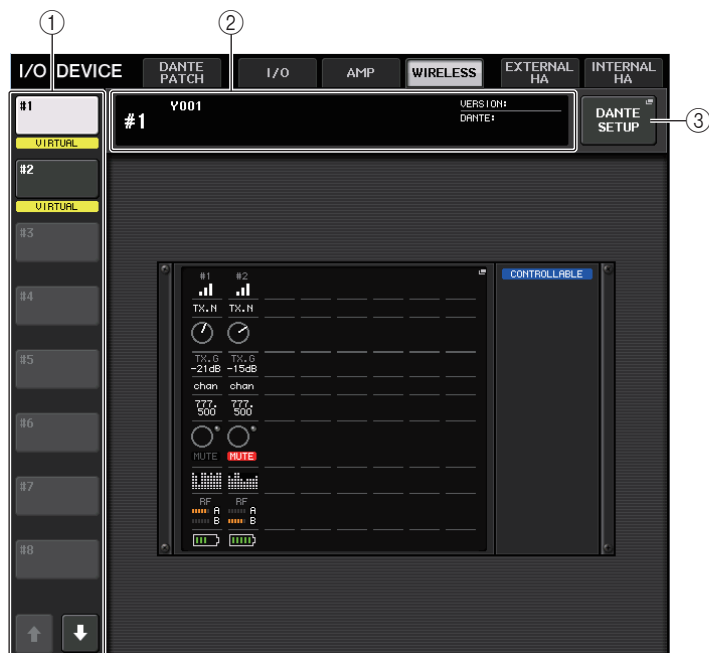 ① ②
I/O DEVICE DANTE PATCH I/O AMP WIRELESS EXTERNAL HA INTERNAL HA
#1
VIRTUAL
#1 Y001 VERSION:
DANTE:
DANTE SETUP
③
#2
VIRTUAL
#3
#4
#5
#6
#7
#8
#1 #2
TX.N TX.N
TX.G TX.G
-21dB -15dB
chan chan
777. 777.
500 500
MUTE MUTE
RF RF
A A
B B
CONTROLLABLE